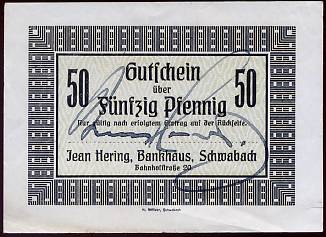 Gutschein
über
50 Fünfzig Pfennig 50
Nur gültig nach erfolgtem Eintrag auf der Rückseite.
Jean Hering, Bankhaus, Schwabach
Bahnhofstraße 20
Schwabach